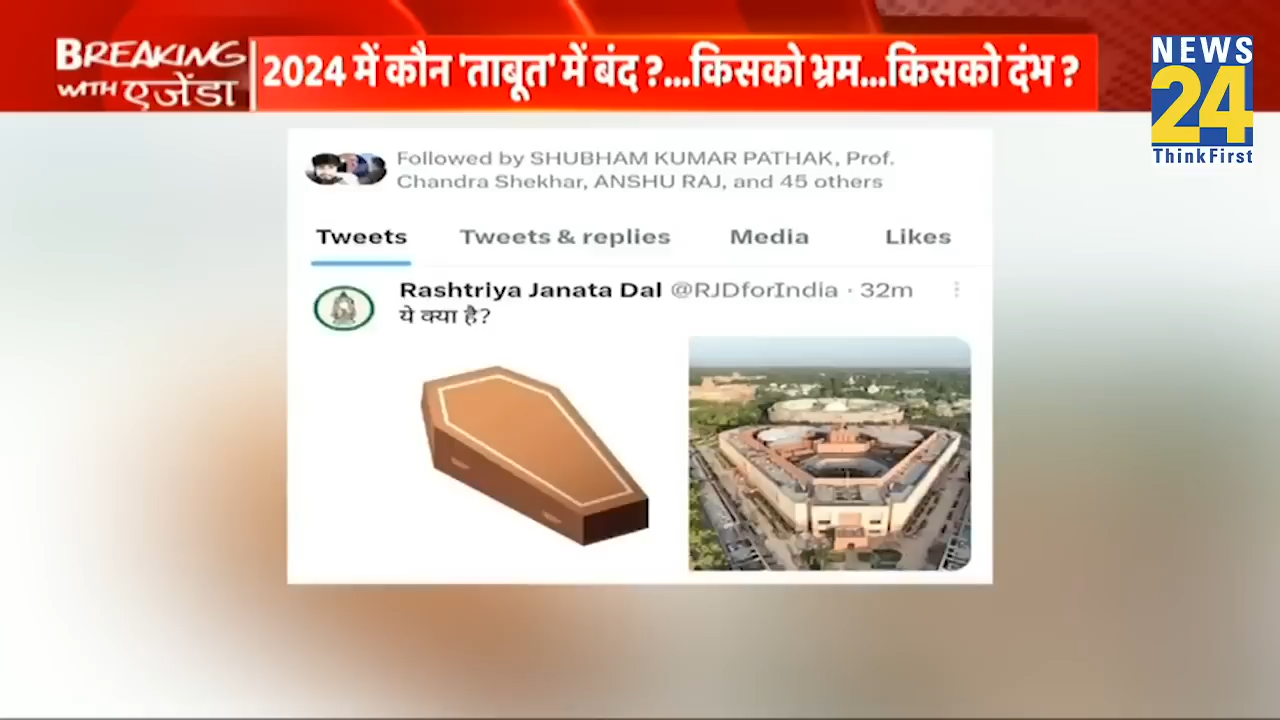 BREAKING
WITH एजेंडा
2024 में कौन 'ताबूत' में बंद ?...किसको भ्रम...किसको दंभ ?
NEWS
24
ThinkFirst
Followed by SHUBHAM KUMAR PATHAK, Prof.
Chandra Shekhar, ANSHU RAJ, and 45 others
Tweets Tweets & replies Media Likes
Rashtriya Janata Dal @RJDforIndia · 32m
ये क्या है?